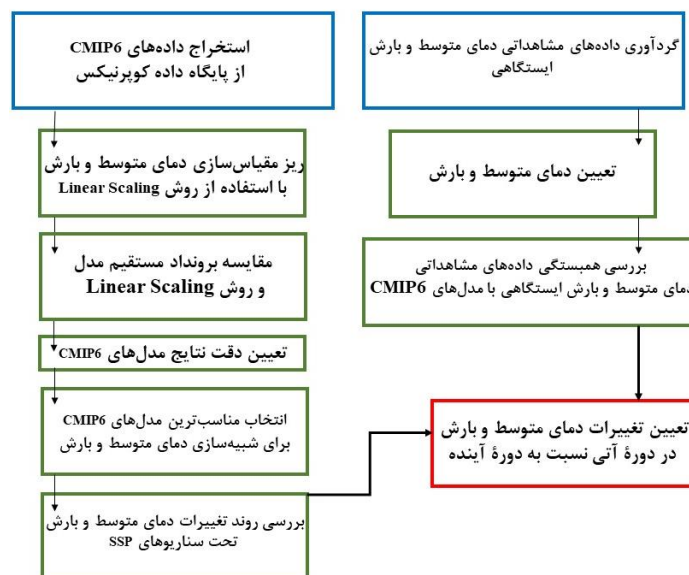 گردآوری داده‌های مشاهداتی دمای متوسط و بارش
ایستگاهی
تعیین دمای متوسط و بارش
بررسی همبستگی داده‌های مشاهداتی
دمای متوسط و بارش ایستگاهی با مدل‌های CMIP6
استخراج داده‌های CMIP6
از پایگاه داده کوپرنیکس
ریز مقیاس‌سازی دمای متوسط و بارش
با استفاده از روش Linear Scaling
مقایسه برونداد مستقیم مدل
و روش Linear Scaling
تعیین دقت نتایج مدل‌های CMIP6
انتخاب مناسب‌ترین مدل‌های CMIP6
برای شبیه‌سازی دمای متوسط و بارش
بررسی روند تغییرات دمای متوسط و بارش
تحت سناریوهای SSP
تعیین تغییرات دمای متوسط و بارش
در دورۀ آتی نسبت به دورۀ آینده